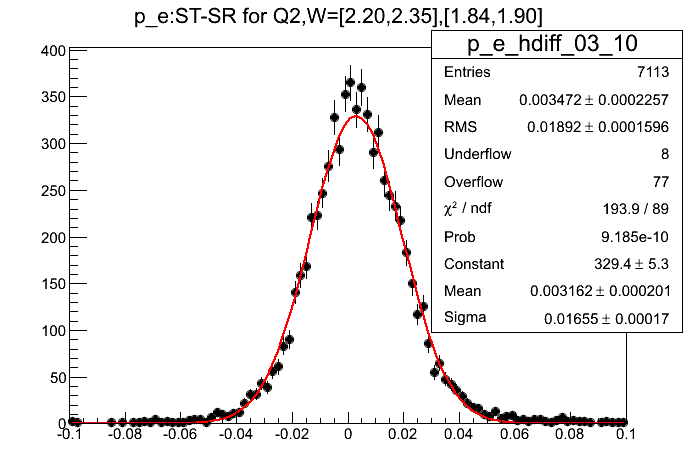 p_e:ST-SR for Q2,W=[2.20,2.35],[1.84,1.90]
p_e_hdiff_03_10
Entries 7113
Mean 0.003472 ± 0.0002257
RMS 0.01892 ± 0.0001596
Underflow 8
Overflow 77
χ² / ndf 193.9 / 89
Prob 9.185e-10
Constant 329.4 ± 5.3
Mean 0.003162 ± 0.000201
Sigma 0.01655 ± 0.00017
400
350
300
250
200
150
100
50
0
-0.1 -0.08 -0.06 -0.04 -0.02 0 0.02 0.04 0.06 0.08 0.1